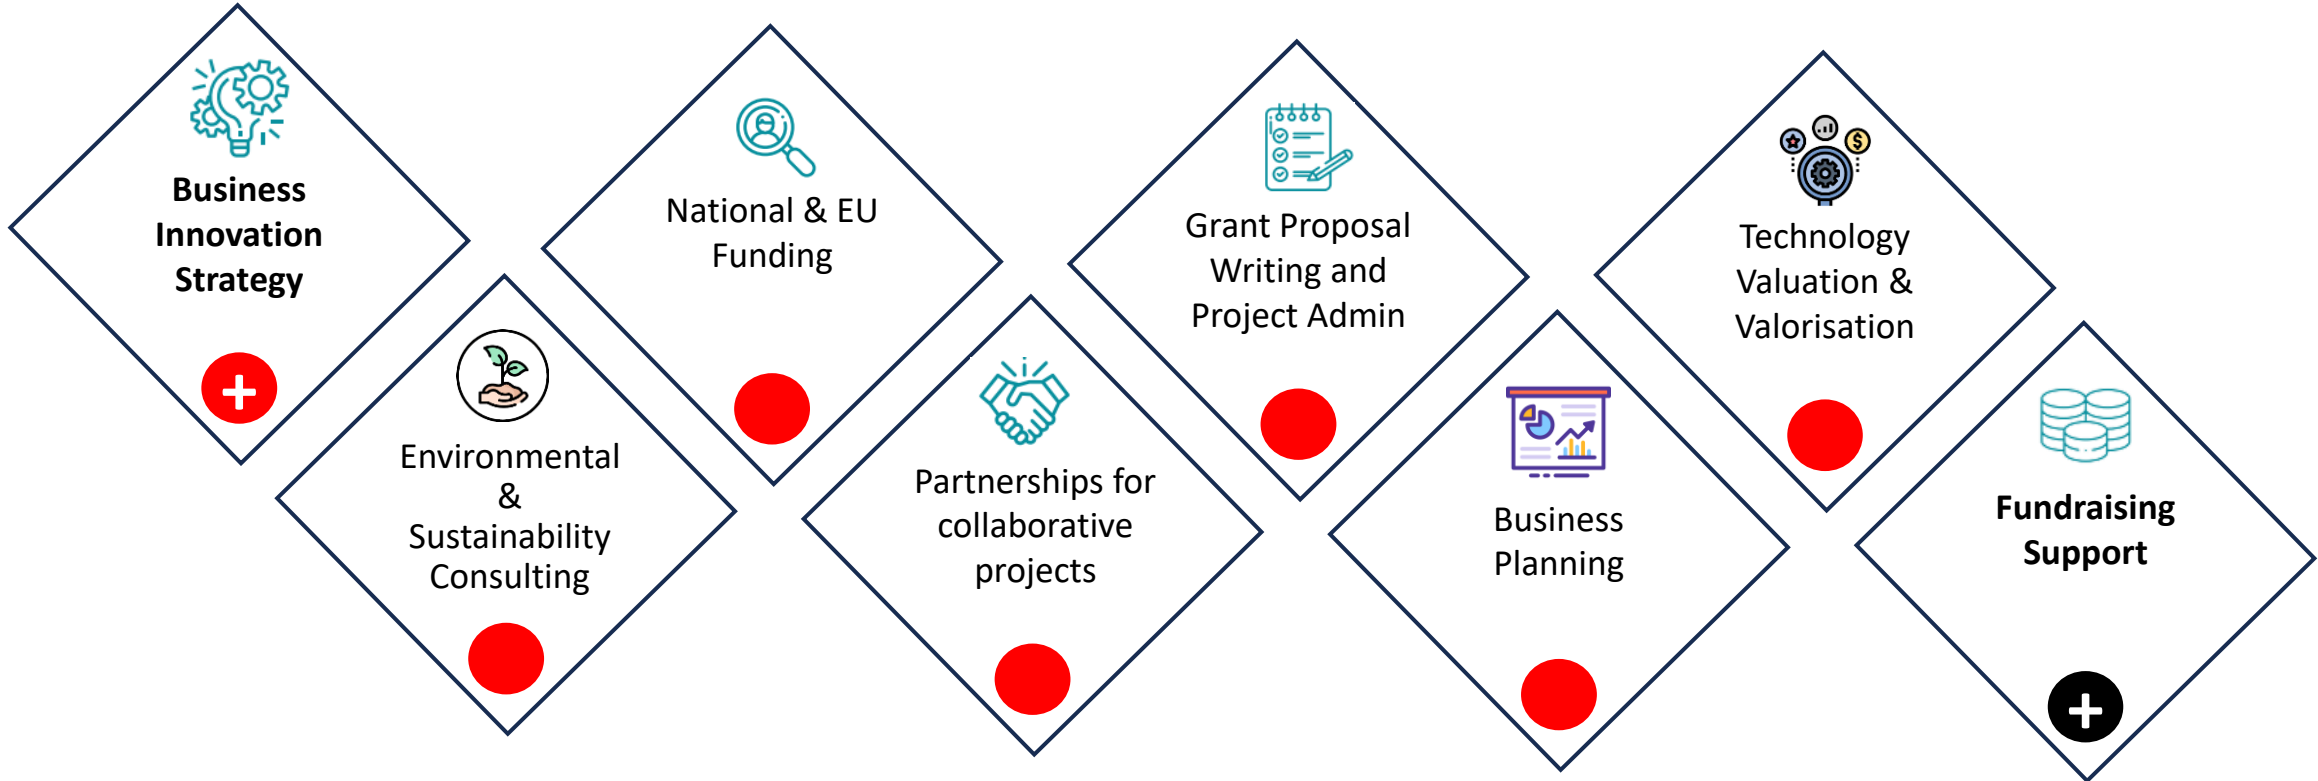 Business
Innovation
Strategy
+
Environmental
&
Sustainability
Consulting
National & EU
Funding
Partnerships for
collaborative
projects
Grant Proposal
Writing and
Project Admin
Business
Planning
$
Technology
Valuation &
Valorisation
Fundraising
Support
+